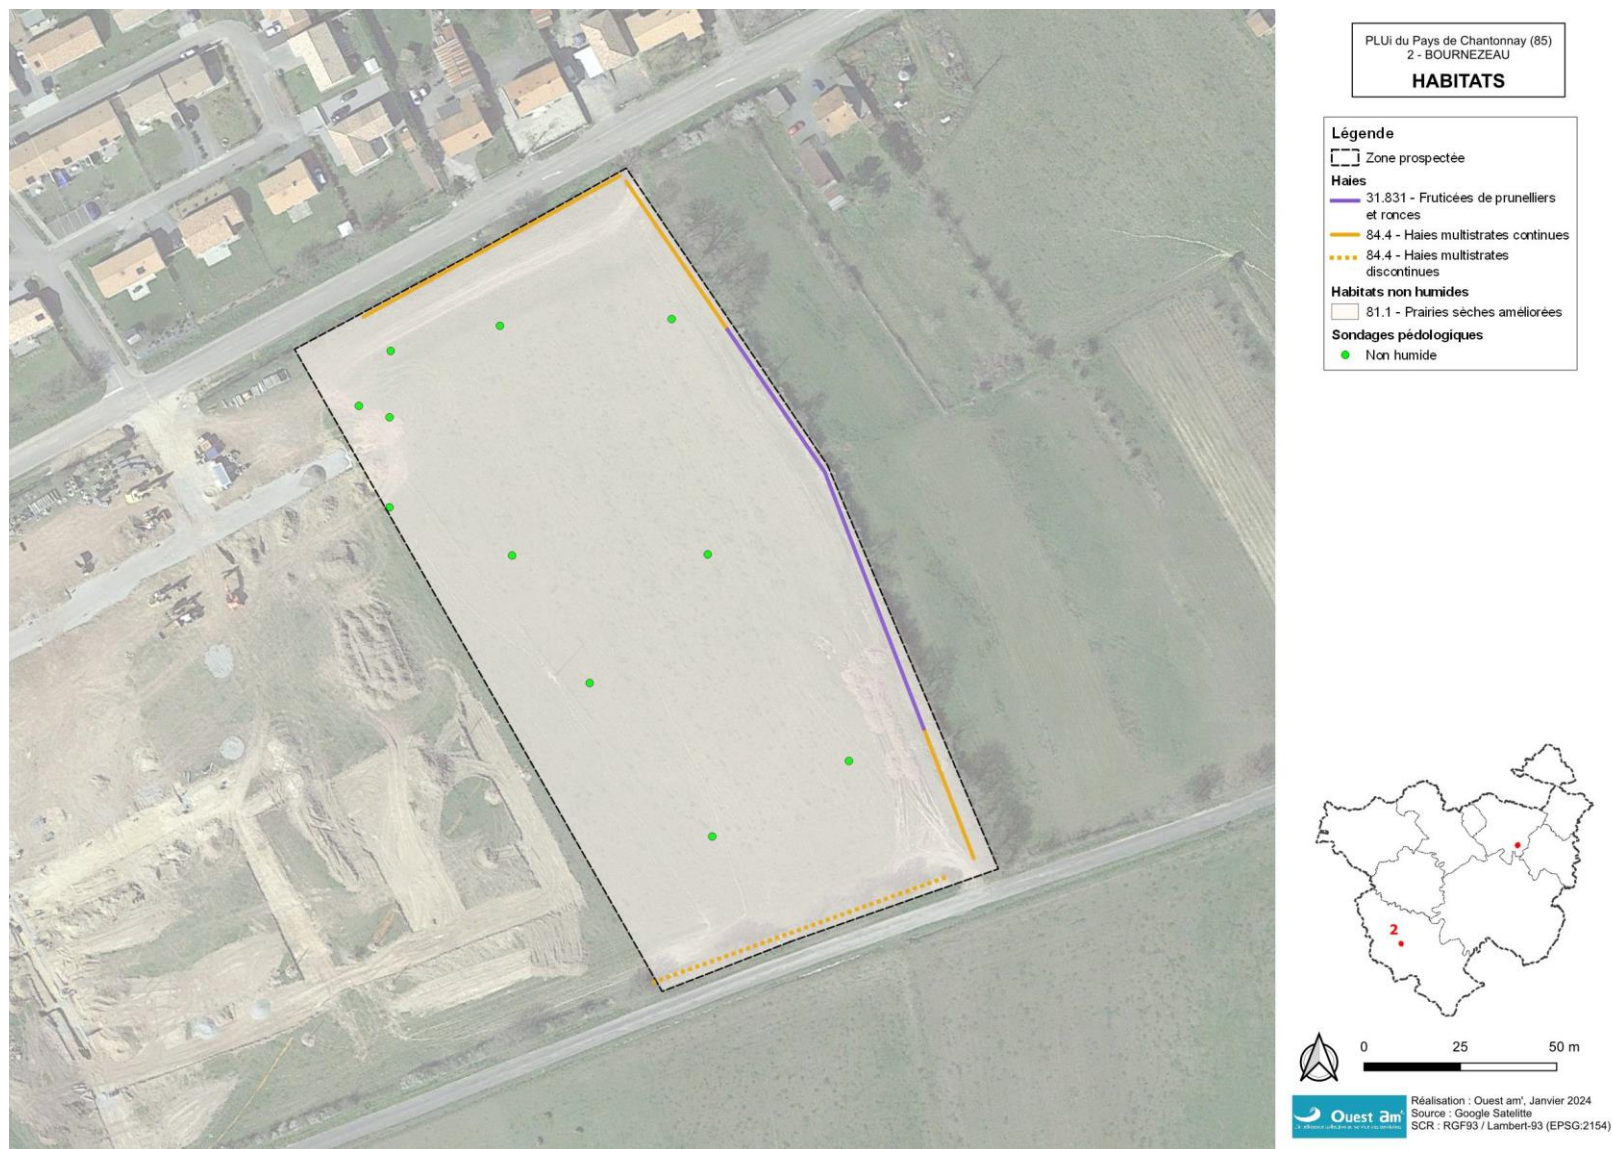 PLUi du Pays de Chantonnay (85)
2 - BOURNEZEAU
HABITATS
Légende
Zone prospectée
Haies
31.831 - Fruticées de prunelliers
et ronces
84.4 - Haies multistrates continues
84.4 - Haies multistrates
discontinues
Habitats non humides
81.1 - Prairies sèches améliorées
Sondages pédologiques
Non humide
2
0 25 50 m
Ouest am'
Réalisation : Ouest am', Janvier 2024
Source : Google Satelitte
SCR : RGF93 / Lambert-93 (EPSG:2154)